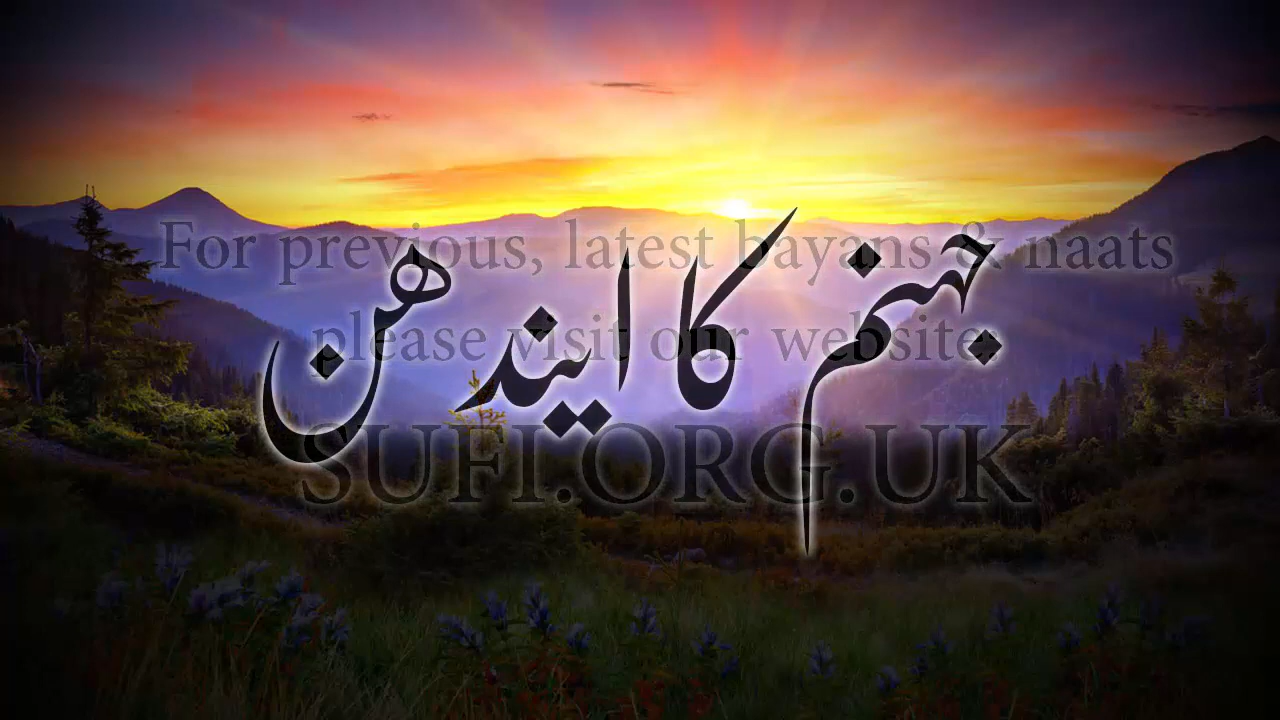 For previous, latest bayans & naats
جہنم کا ایندھن
please visit our website
SUFI.ORG.UK